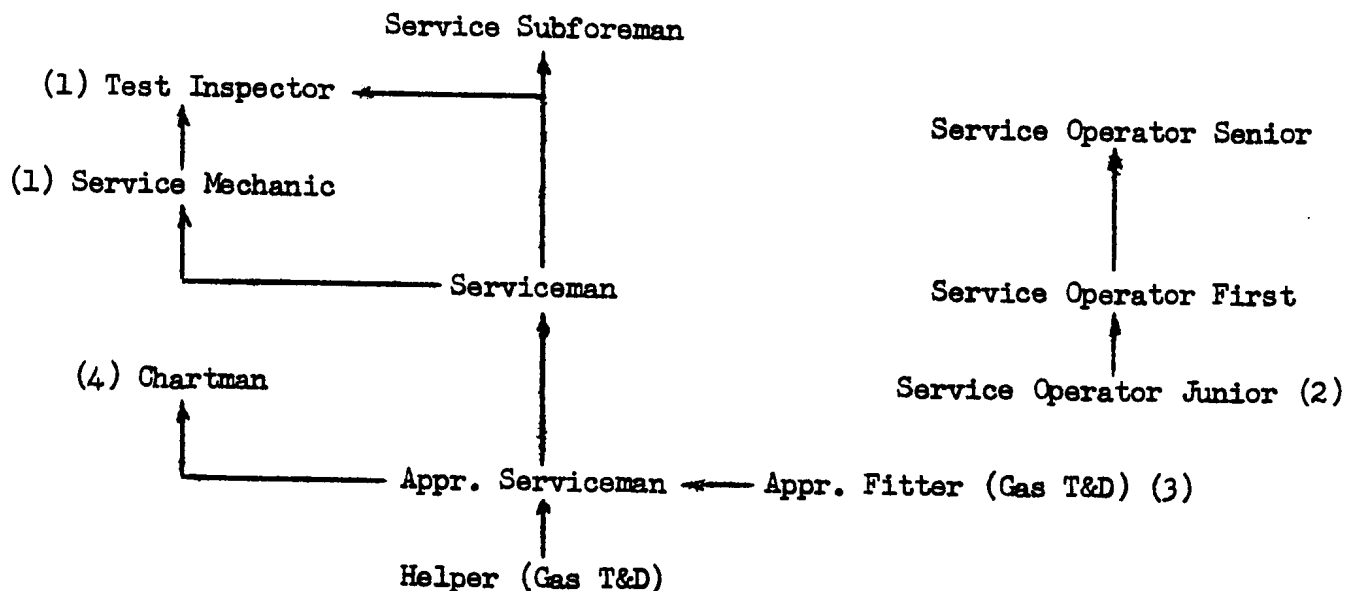 Service Subforeman
(1) Test Inspector
Service Operator Senior
(1) Service Mechanic
Serviceman
Service Operator First
(4) Chartman
Service Operator Junior (2)
Appr. Serviceman
Appr. Fitter (Gas T&D) (3)
Helper (Gas T&D)